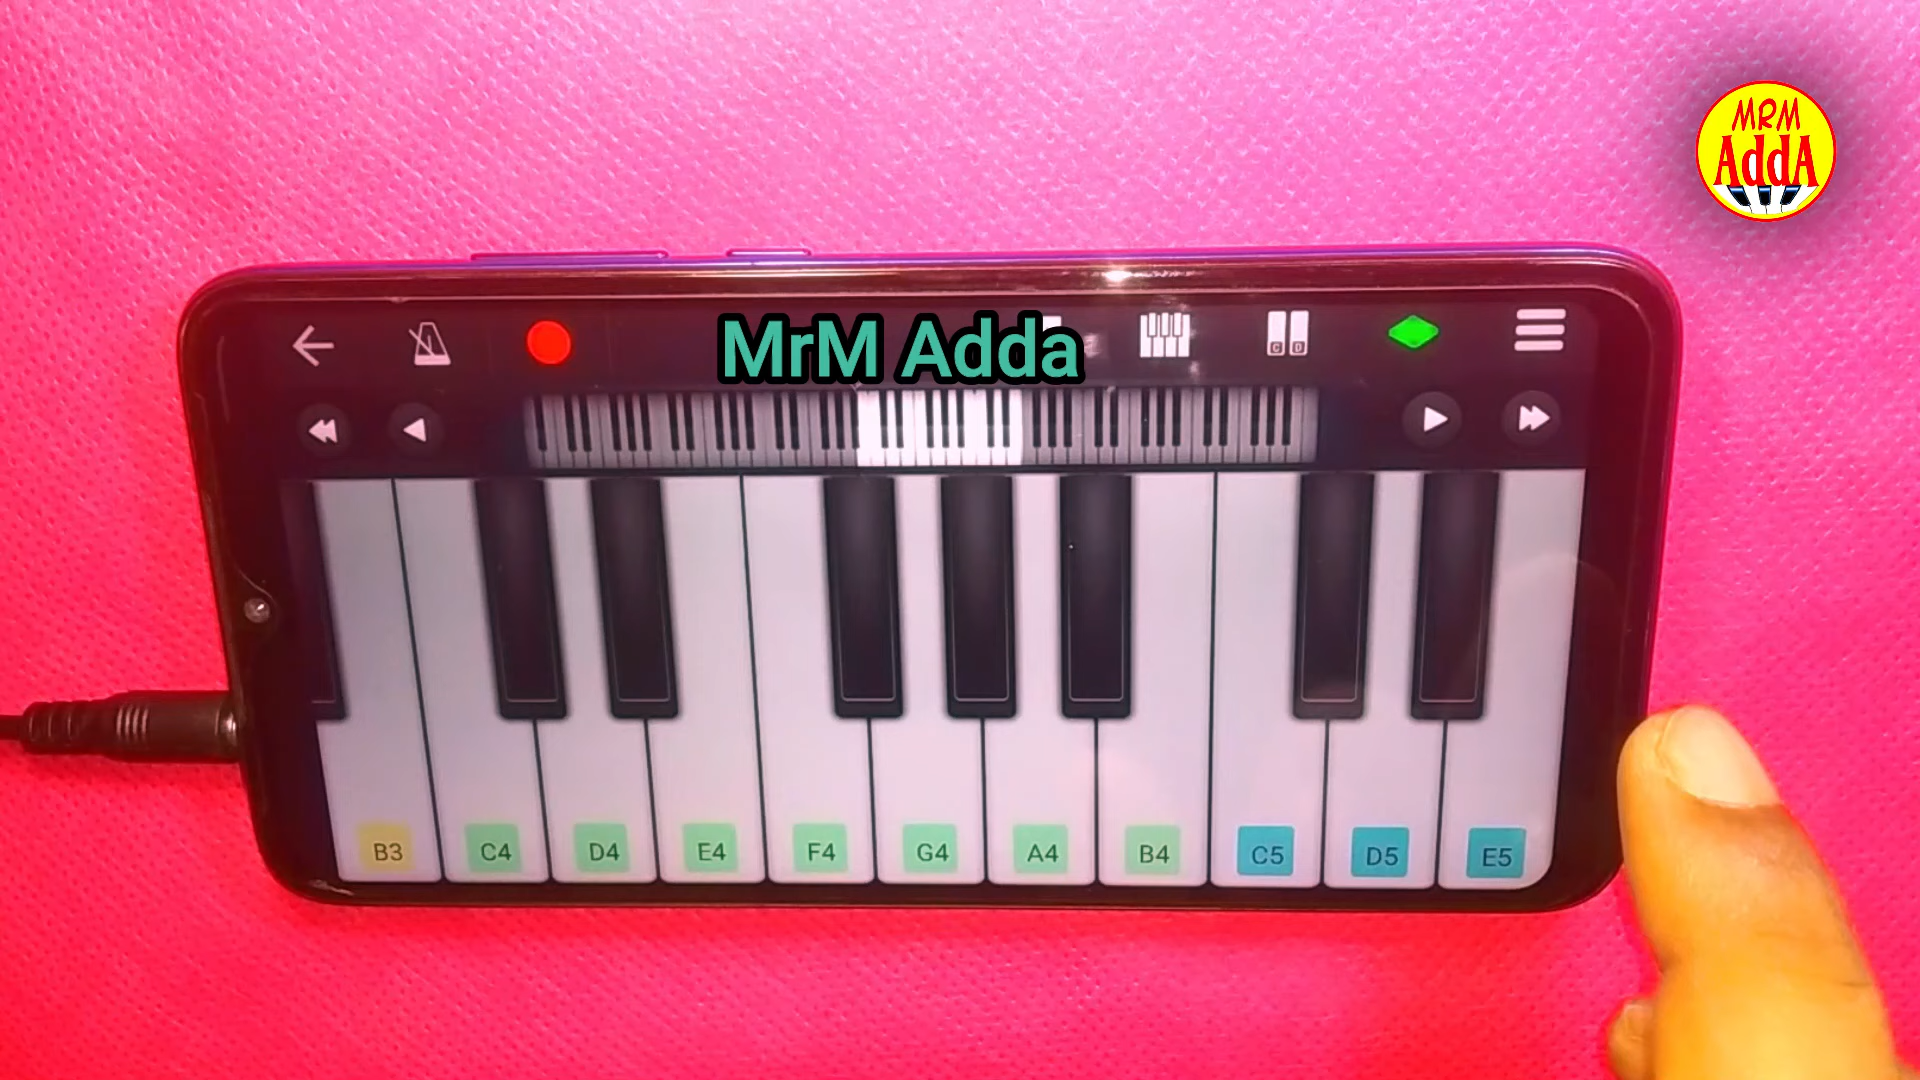 MRM
AddA
MrM Adda
C D
B3 C4 D4 E4 F4 G4 A4 B4 C5 D5 E5